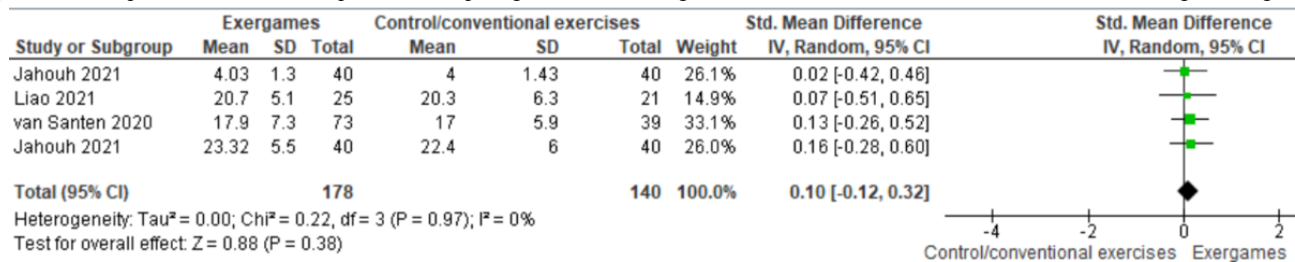 Exergames Control/conventional exercises Std. Mean Difference Std. Mean Difference
Study or Subgroup Mean SD Total Mean SD Total Weight IV, Random, 95% CI IV, Random, 95% CI
Jahouh 2021 4.03 1.3 40 4 1.43 40 26.1% 0.02 [-0.42, 0.46]
Liao 2021 20.7 5.1 25 20.3 6.3 21 14.9% 0.07 [-0.51, 0.65]
van Santen 2020 17.9 7.3 73 17 5.9 39 33.1% 0.13 [-0.26, 0.52]
Jahouh 2021 23.32 5.5 40 22.4 6 40 26.0% 0.16 [-0.28, 0.60]
Total (95% CI) 178 140 100.0% 0.10 [-0.12, 0.32]
Heterogeneity: Tau² = 0.00; Chi² = 0.22, df = 3 (P = 0.97); I² = 0%
Test for overall effect: Z = 0.88 (P = 0.38)
-4 -2 0 2
Control/conventional exercises Exergames